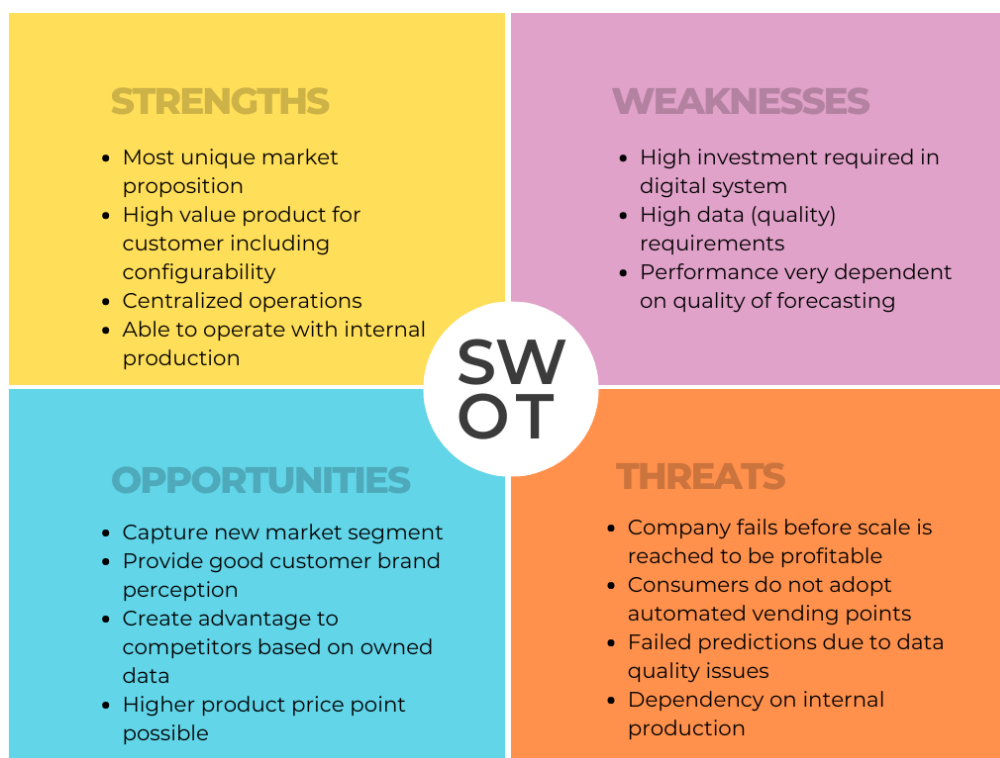 STRENGTHS
• Most unique market
proposition
• High value product for
customer including
configurability
• Centralized operations
• Able to operate with internal
production
WEAKNESSES
• High investment required in
digital system
• High data (quality)
requirements
• Performance very dependent
on quality of forecasting
SW
OT
OPPORTUNITIES
• Capture new market segment
• Provide good customer brand
perception
• Create advantage to
competitors based on owned
data
• Higher product price point
possible
THREATS
• Company fails before scale is
reached to be profitable
• Consumers do not adopt
automated vending points
• Failed predictions due to data
quality issues
• Dependency on internal
production